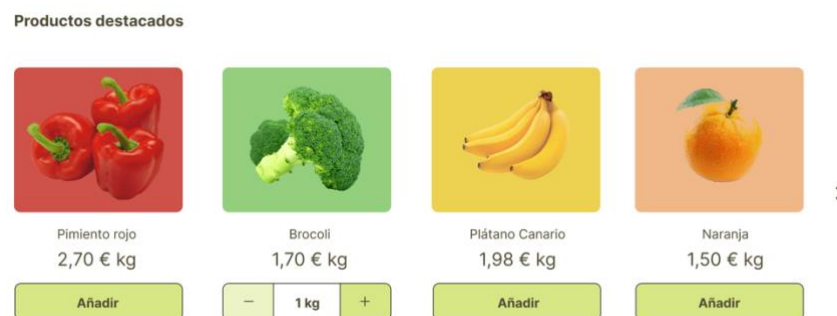 Productos destacados
Pimiento rojo
2,70 € kg
Añadir
Brocoli
1,70 € kg
− 1 kg +
Plátano Canario
1,98 € kg
Añadir
Naranja
1,50 € kg
Añadir